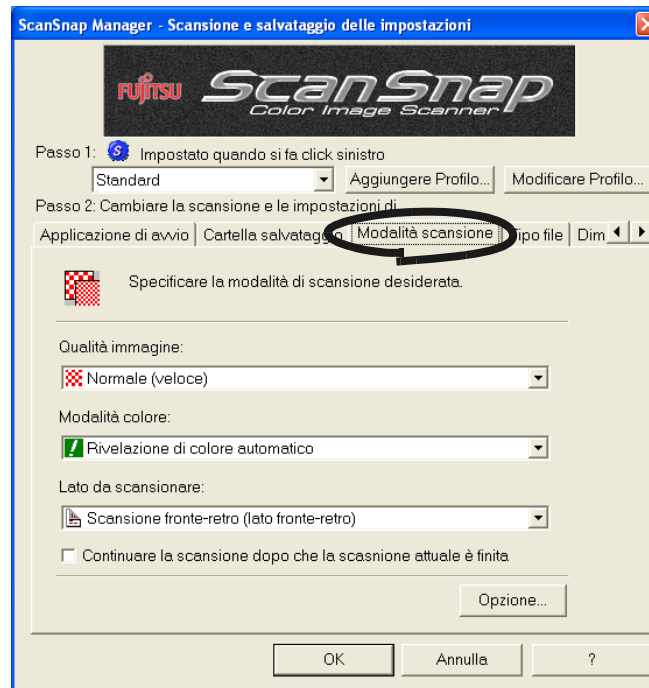 ScanSnap Manager - Scansione e salvataggio delle impostazioni
FUJITSU ScanSnap
Color Image Scanner
Passo 1: S Impostato quando si fa click sinistro
Standard Aggiungere Profilo... Modificare Profilo...
Passo 2: Cambiare la scansione e le impostazioni di
Applicazione di avvio Cartella salvataggio Modalità scansione Tipo file Dim
Specificare la modalità di scansione desiderata.
Qualità immagine:
Normale (veloce)
Modalità colore:
Rivelazione di colore automatico
Lato da scansionare:
Scansione fronte-retro (lato fronte-retro)
Continuare la scansione dopo che la scasnione attuale è finita
Opzione...
OK Annulla ?